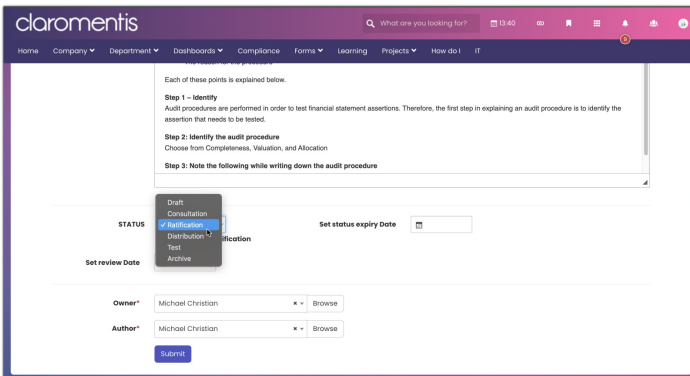 claromentis
What are you looking for?
13:40
Home Company Department Dashboards Compliance Forms Learning Projects How do I IT
The reason for the procedure
Each of these points is explained below.
Step 1 – Identify
Audit procedures are performed in order to test financial statement assertions. Therefore, the first step in explaining an audit procedure is to identify the
assertion that needs to be tested.
Step 2: Identify the audit procedure
Choose from Completeness, Valuation, and Allocation
Step 3: Note the following while writing down the audit procedure
Draft
Consultation
STATUS ✓ Ratification Set status expiry Date
Distribution
Test
Archive
Set review Date
Owner* Michael Christian × Browse
Author* Michael Christian × Browse
Submit